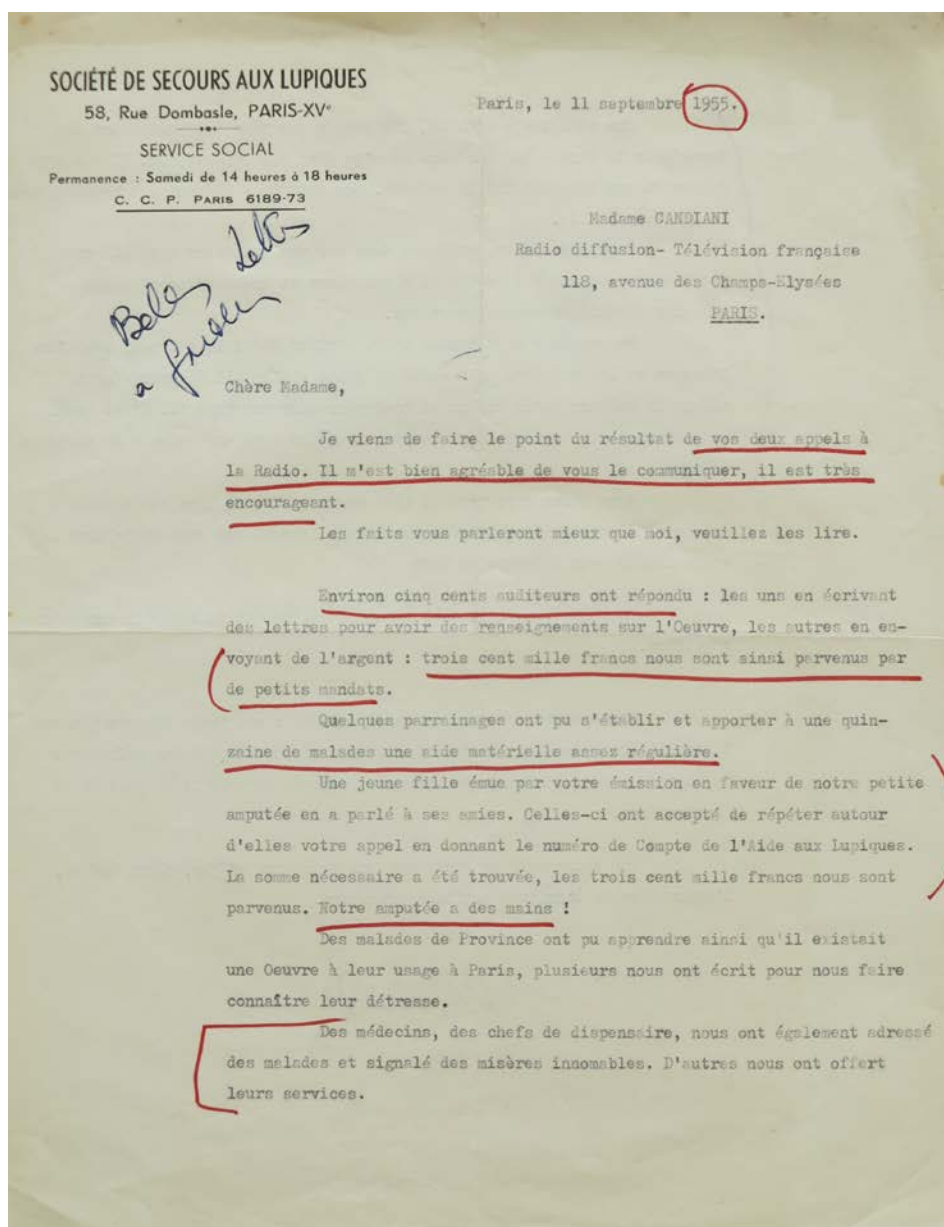 SOCIÉTÉ DE SECOURS AUX LUPIQUES
58, Rue Dombasle, PARIS-XVᵉ
SERVICE SOCIAL
Permanence : Samedi de 14 heures à 18 heures
C. C. P. PARIS 6189-73
Paris, le 11 septembre 1955.
Madame CANDIANI
Radio diffusion- Télévision française
118, avenue des Champs-Elysées
PARIS.
Lettres
a
Chère Madame,
Je viens de faire le point du résultat de vos deux appels à
la Radio. Il m'est bien agréable de vous le communiquer, il est très
encourageant.
Les faits vous parleront mieux que moi, veuillez les lire.
Environ cinq cents auditeurs ont répondu : les uns en écrivant
des lettres pour avoir des renseignements sur l'Oeuvre, les autres en en-
voyant de l'argent : trois cent mille francs nous sont ainsi parvenus par
de petits mandats.
Quelques parrainages ont pu s'établir et apporter à une quin-
zaine de malades une aide matérielle assez régulière.
Une jeune fille émue par votre émission en faveur de notre petite
amputée en a parlé à ses amies. Celles-ci ont accepté de répéter autour
d'elles votre appel en donnant le numéro de Compte de l'Aide aux Lupiques.
La somme nécessaire a été trouvée, les trois cent mille francs nous sont
parvenus. Notre amputée a des mains !
Des malades de Province ont pu apprendre ainsi qu'il existait
une Oeuvre à leur usage à Paris, plusieurs nous ont écrit pour nous faire
connaître leur détresse.
Des médecins, des chefs de dispensaire, nous ont également adressé
des malades et signalé des misères innomables. D'autres nous ont offert
leurs services.